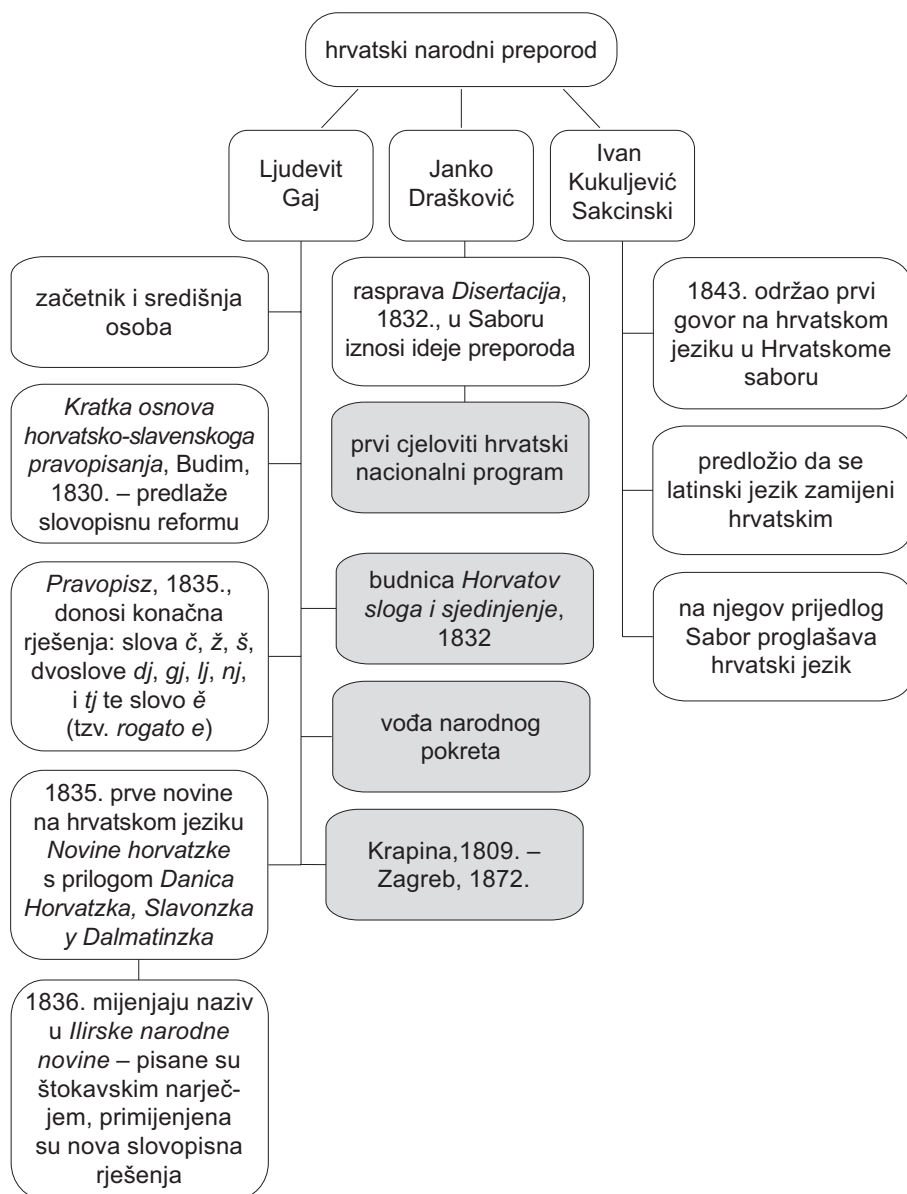 hrvatski narodni preporod
Ljudevit
Gaj
Janko
Drašković
Ivan
Kukuljević
Sakcinski
začetnik i središnja
osoba
Kratka osnova
horvatsko-slavenskoga
pravopisanja, Budim,
1830. – predlaže
slovopisnu reformu
Pravopisz, 1835.,
donosi konačna
rješenja: slova č, ž, š,
dvoslove dj, gj, lj, nj,
i tj te slovo ě
(tzv. rogato e)
1835. prve novine
na hrvatskom jeziku
Novine horvatzke
s prilogom Danica
Horvatzka, Slavonzka
y Dalmatinzka
1836. mijenjaju naziv
u Ilirske narodne
novine – pisane su
štokavskim narječ-
jem, primijenjena
su nova slovopisna
rješenja
rasprava Disertacija,
1832., u Saboru
iznosi ideje preporoda
prvi cjeloviti hrvatski
nacionalni program
budnica Horvatov
sloga i sjedinjenje,
1832
vođa narodnog
pokreta
Krapina,1809. –
Zagreb, 1872.
1843. održao prvi
govor na hrvatskom
jeziku u Hrvatskome
saboru
predložio da se
latinski jezik zamijeni
hrvatskim
na njegov prijedlog
Sabor proglašava
hrvatski jezik